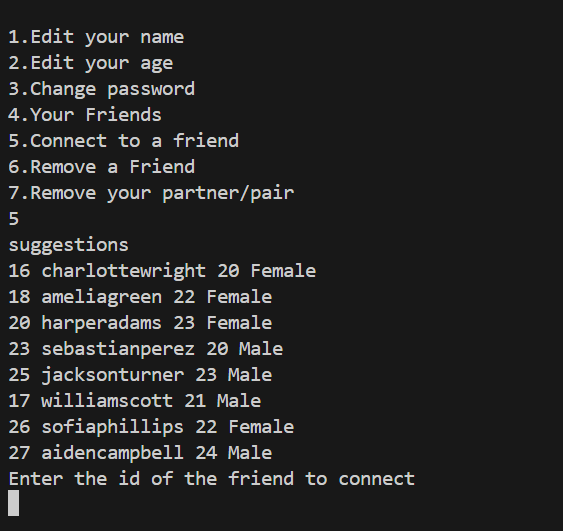 1.Edit your name
2.Edit your age
3.Change password
4.Your Friends
5.Connect to a friend
6.Remove a Friend
7.Remove your partner/pair
5
suggestions
16 charlottewright 20 Female
18 ameliagreen 22 Female
20 harperadams 23 Female
23 sebastianperez 20 Male
25 jacksonturner 23 Male
17 williamscott 21 Male
26 sofiaphillips 22 Female
27 aidencampbell 24 Male
Enter the id of the friend to connect